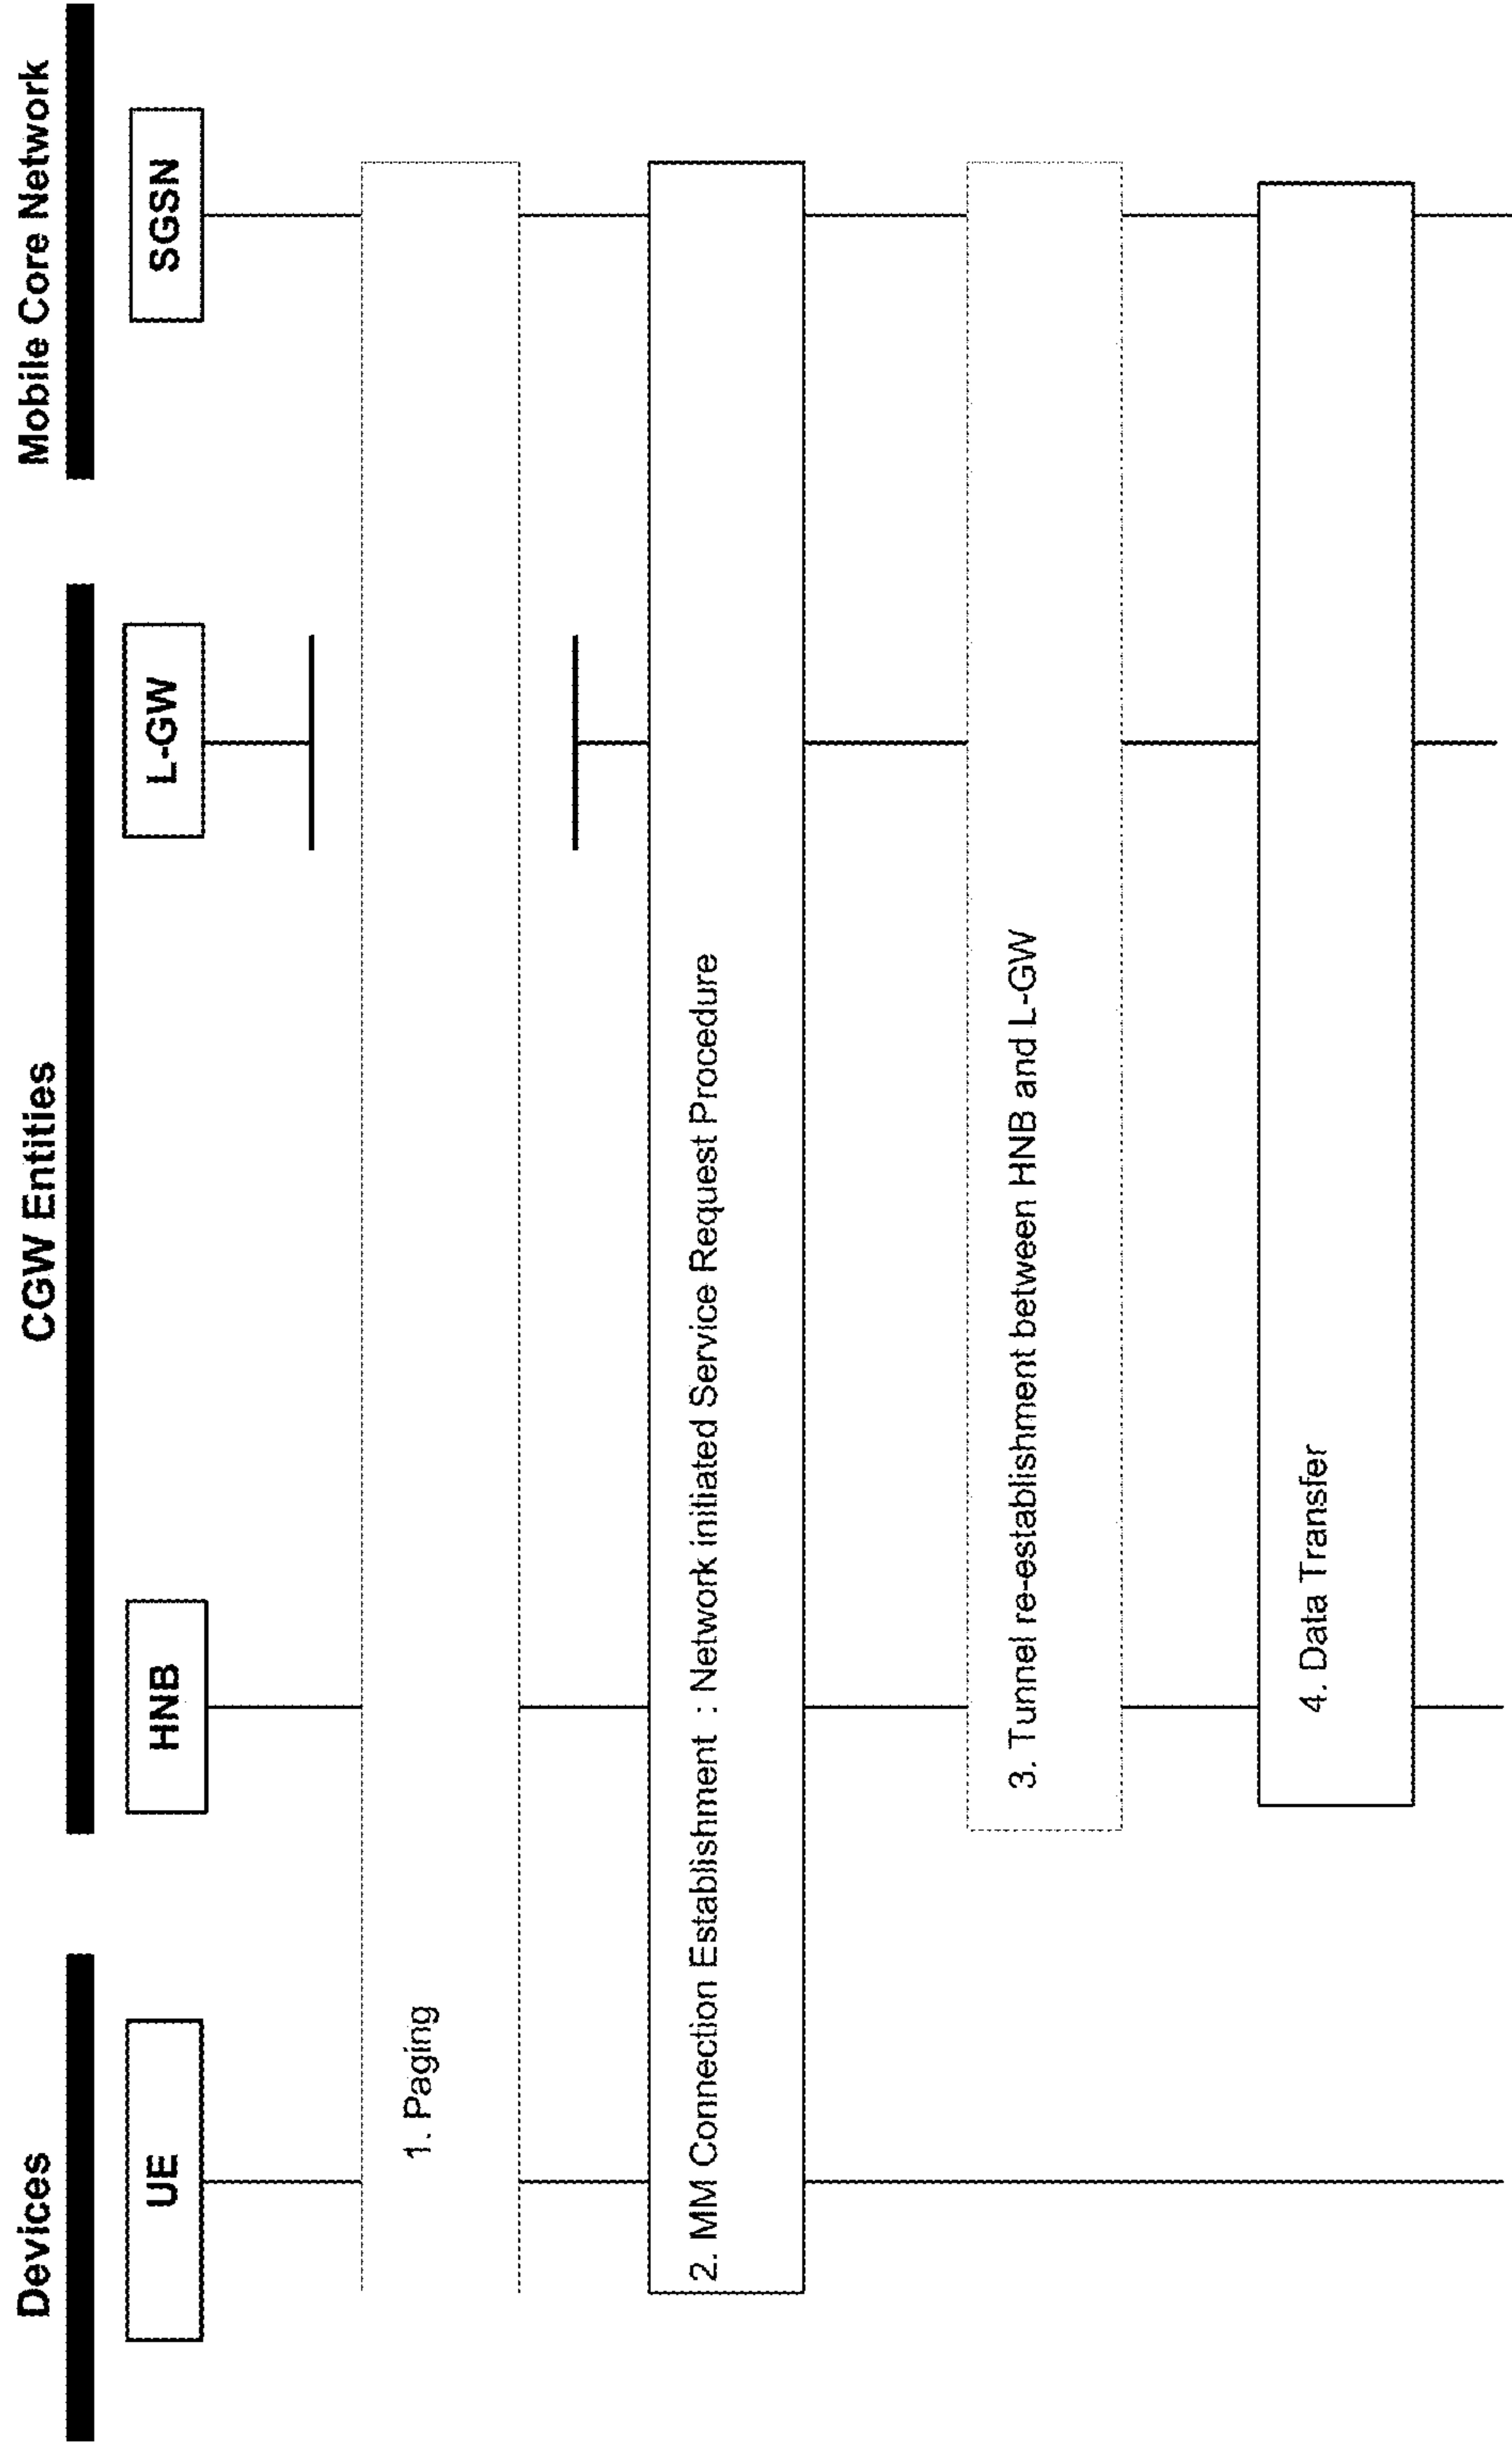 Devices
CGW Entities
Mobile Core Network
UE
HNB
L-GW
SGSN
1. Paging
2. MM Connection Establishment : Network initiated Service Request Procedure
3. Tunnel re-establishment between HNB and L-GW
4. Data Transfer